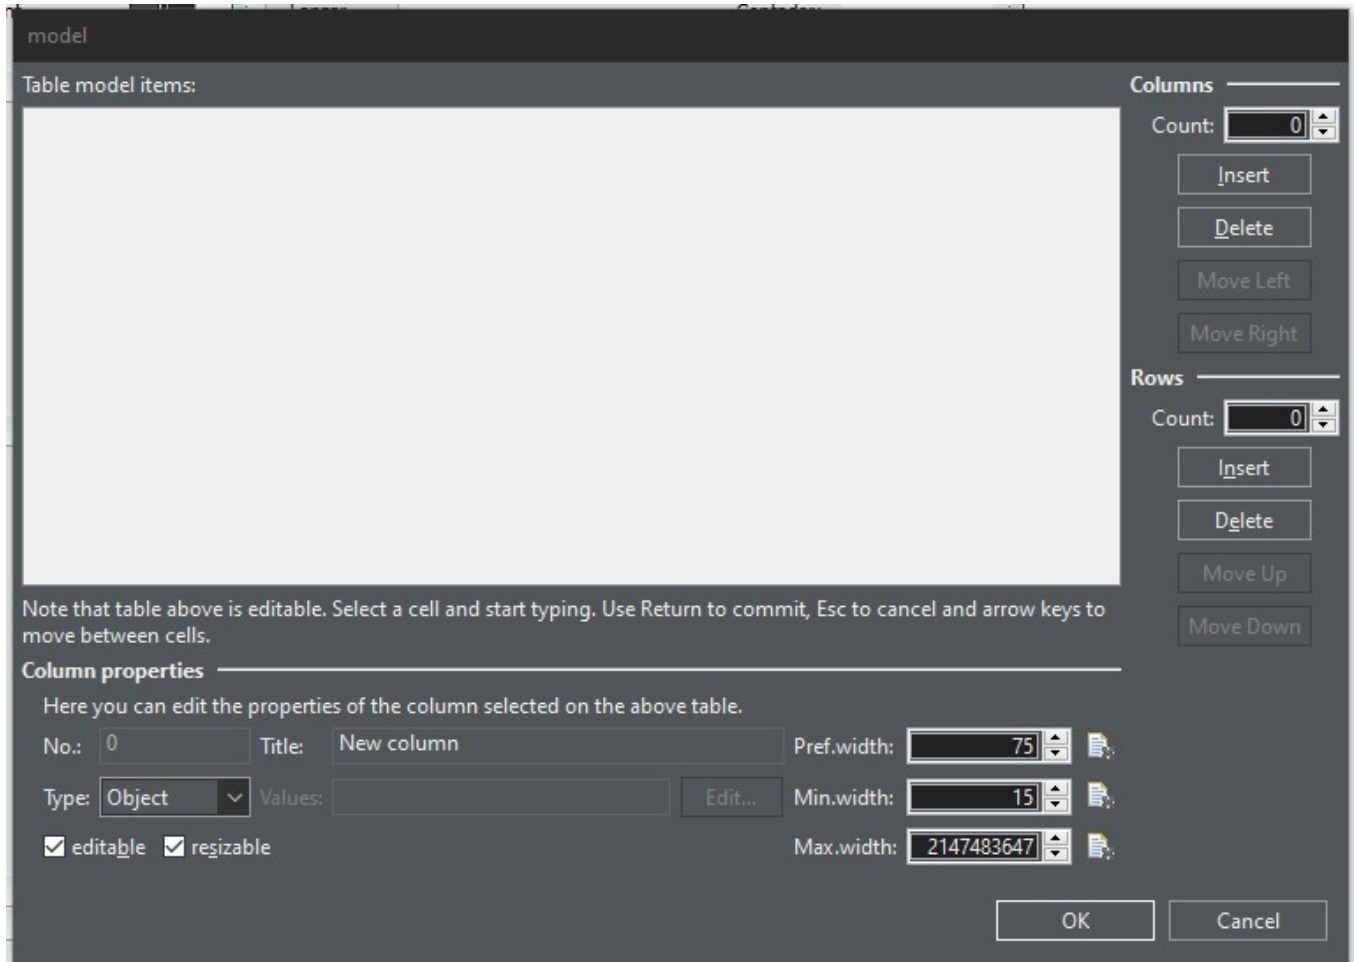 model
Table model items:
Columns
Count: 0
Insert
Delete
Move Left
Move Right
Rows
Count: 0
Insert
Delete
Move Up
Move Down
Note that table above is editable. Select a cell and start typing. Use Return to commit, Esc to cancel and arrow keys to
move between cells.
Column properties
Here you can edit the properties of the column selected on the above table.
No.: 0 Title: New column Pref.width: 75
Type: Object Values: Edit... Min.width: 15
editable resizable Max.width: 2147483647
OK Cancel